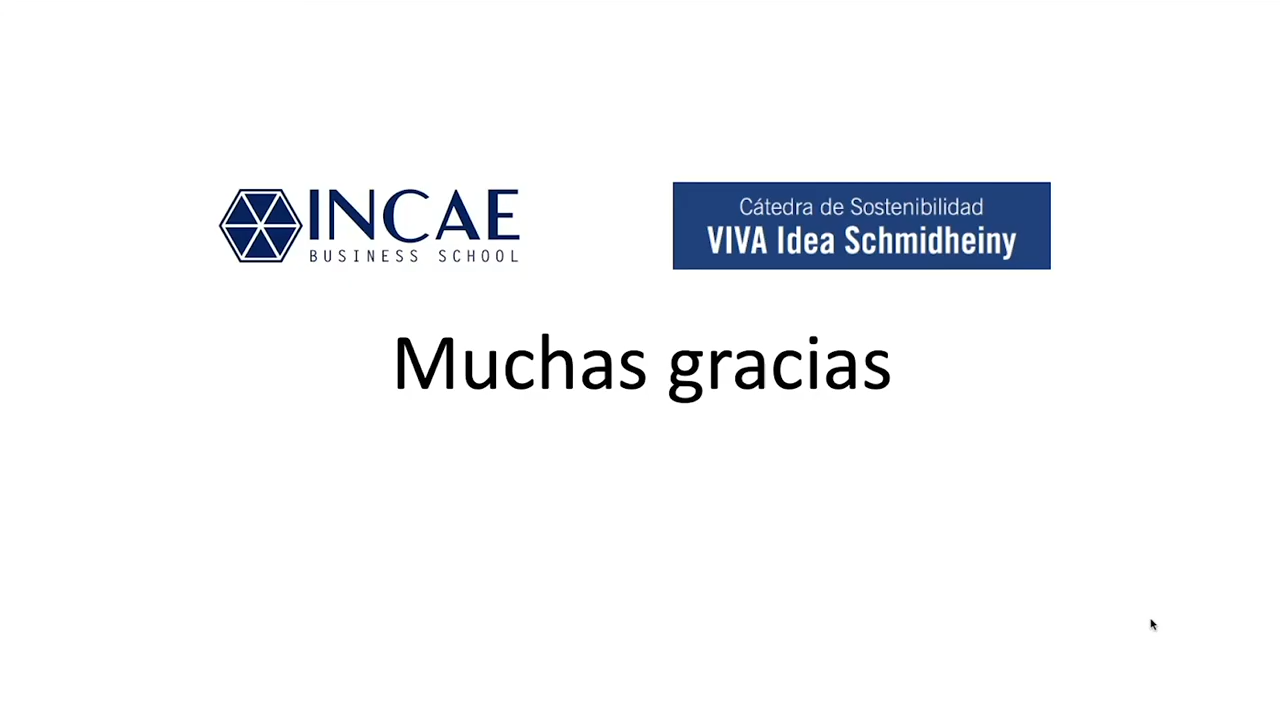 INCAE
BUSINESS SCHOOL
Cátedra de Sostenibilidad
VIVA Idea Schmidheiny
Muchas gracias